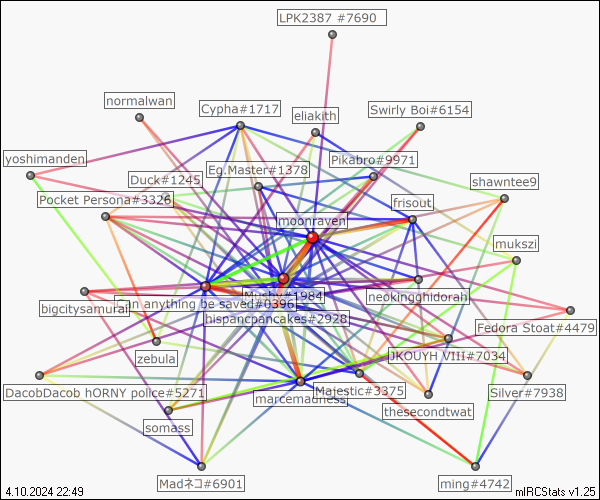 LPK2387 #7690
normalwan
Cypha#1717
eliakith
Swirly Boi#6154
yoshimanden
Pikabro#9971
Eg.Master#1378
Duck#1245
shawntee9
Pocket Persona#3326
frisout
moonraven
mukszi
Mushy#1984
neokingghidorah
Can anything be saved#0396
bigcitysamurai
hispancpancakes#2928
Fedora Stoat#4479
zebula
JKOUYH VIII#7034
DacobDacob hORNY police#5271
Majestic#3375
Silver#7938
marcemadness
thesecondtwat
somass
Madネコ#6901
ming#4742
4.10.2024 22:49
mIRCStats v1.25